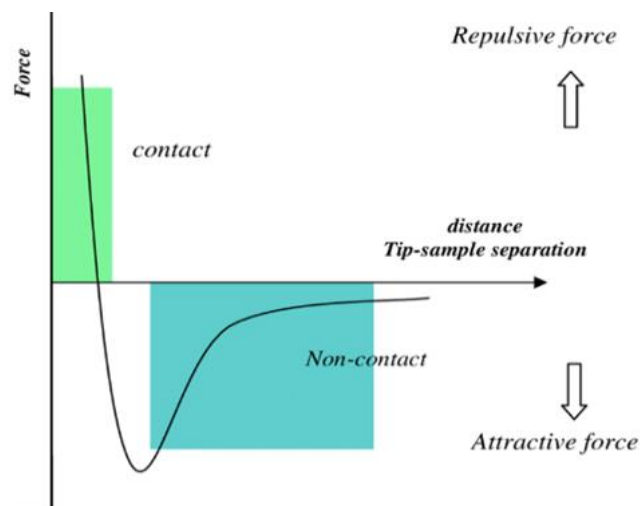 Force
Repulsive force
contact
distance
Tip-sample separation
Non-contact
Attractive force